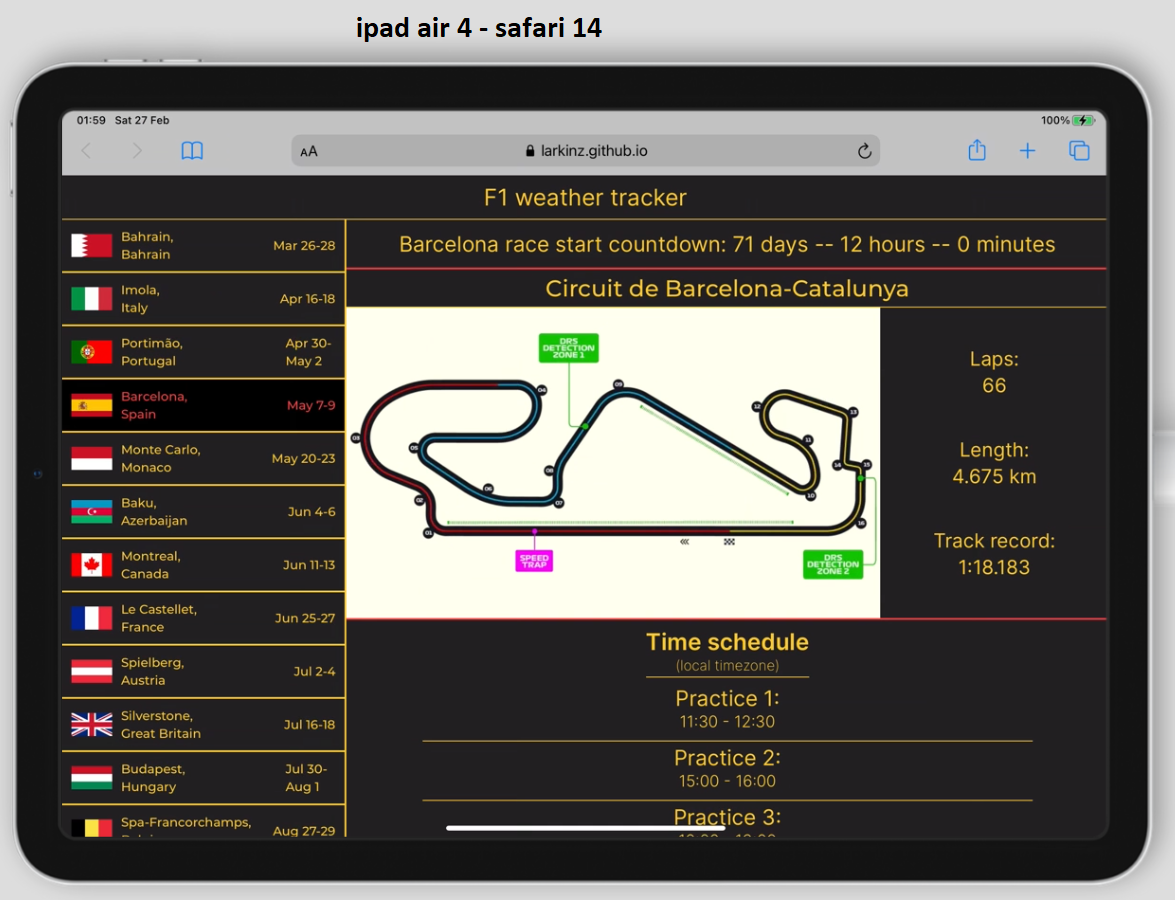 ipad air 4 - safari 14
01:59 Sat 27 Feb
100%
AA
larkinz.github.io
F1 weather tracker
Bahrain,
Bahrain
Mar 26-28
Imola,
Italy
Apr 16-18
Portimão,
Portugal
Apr 30-
May 2
Barcelona,
Spain
May 7-9
Monte Carlo,
Monaco
May 20-23
Baku,
Azerbaijan
Jun 4-6
Montreal,
Canada
Jun 11-13
Le Castellet,
France
Jun 25-27
Spielberg,
Austria
Jul 2-4
Silverstone,
Great Britain
Jul 16-18
Budapest,
Hungary
Jul 30-
Aug 1
Spa-Francorchamps,
Aug 27-29
Barcelona race start countdown: 71 days -- 12 hours -- 0 minutes
Circuit de Barcelona-Catalunya
DRS
DETECTION
ZONE 1
01
02
03
04
05
06
07
08
09
10
11
12
13
14
15
16
SPEED
TRAP
DRS
DETECTION
ZONE 2
Laps:
66
Length:
4.675 km
Track record:
1:18.183
Time schedule
(local timezone)
Practice 1:
11:30 - 12:30
Practice 2:
15:00 - 16:00
Practice 3: